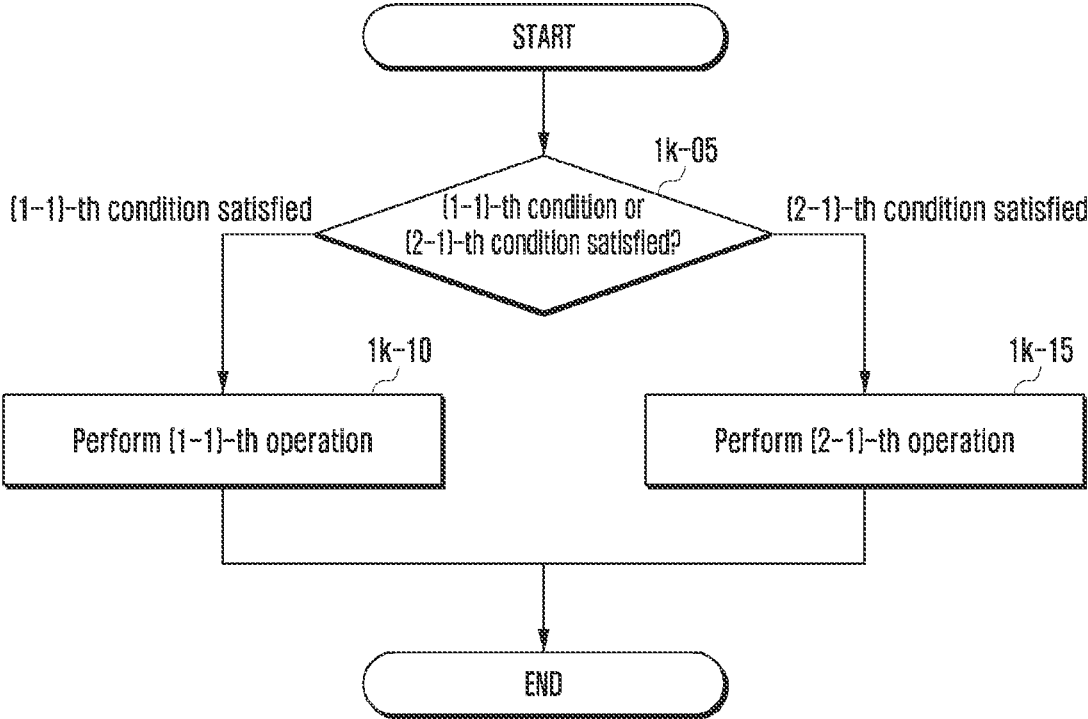 START
1k-05
(1-1)-th condition satisfied
(1-1)-th condition or
(2-1)-th condition satisfied?
(2-1)-th condition satisfied
1k-10
1k-15
Perform (1-1)-th operation
Perform (2-1)-th operation
END